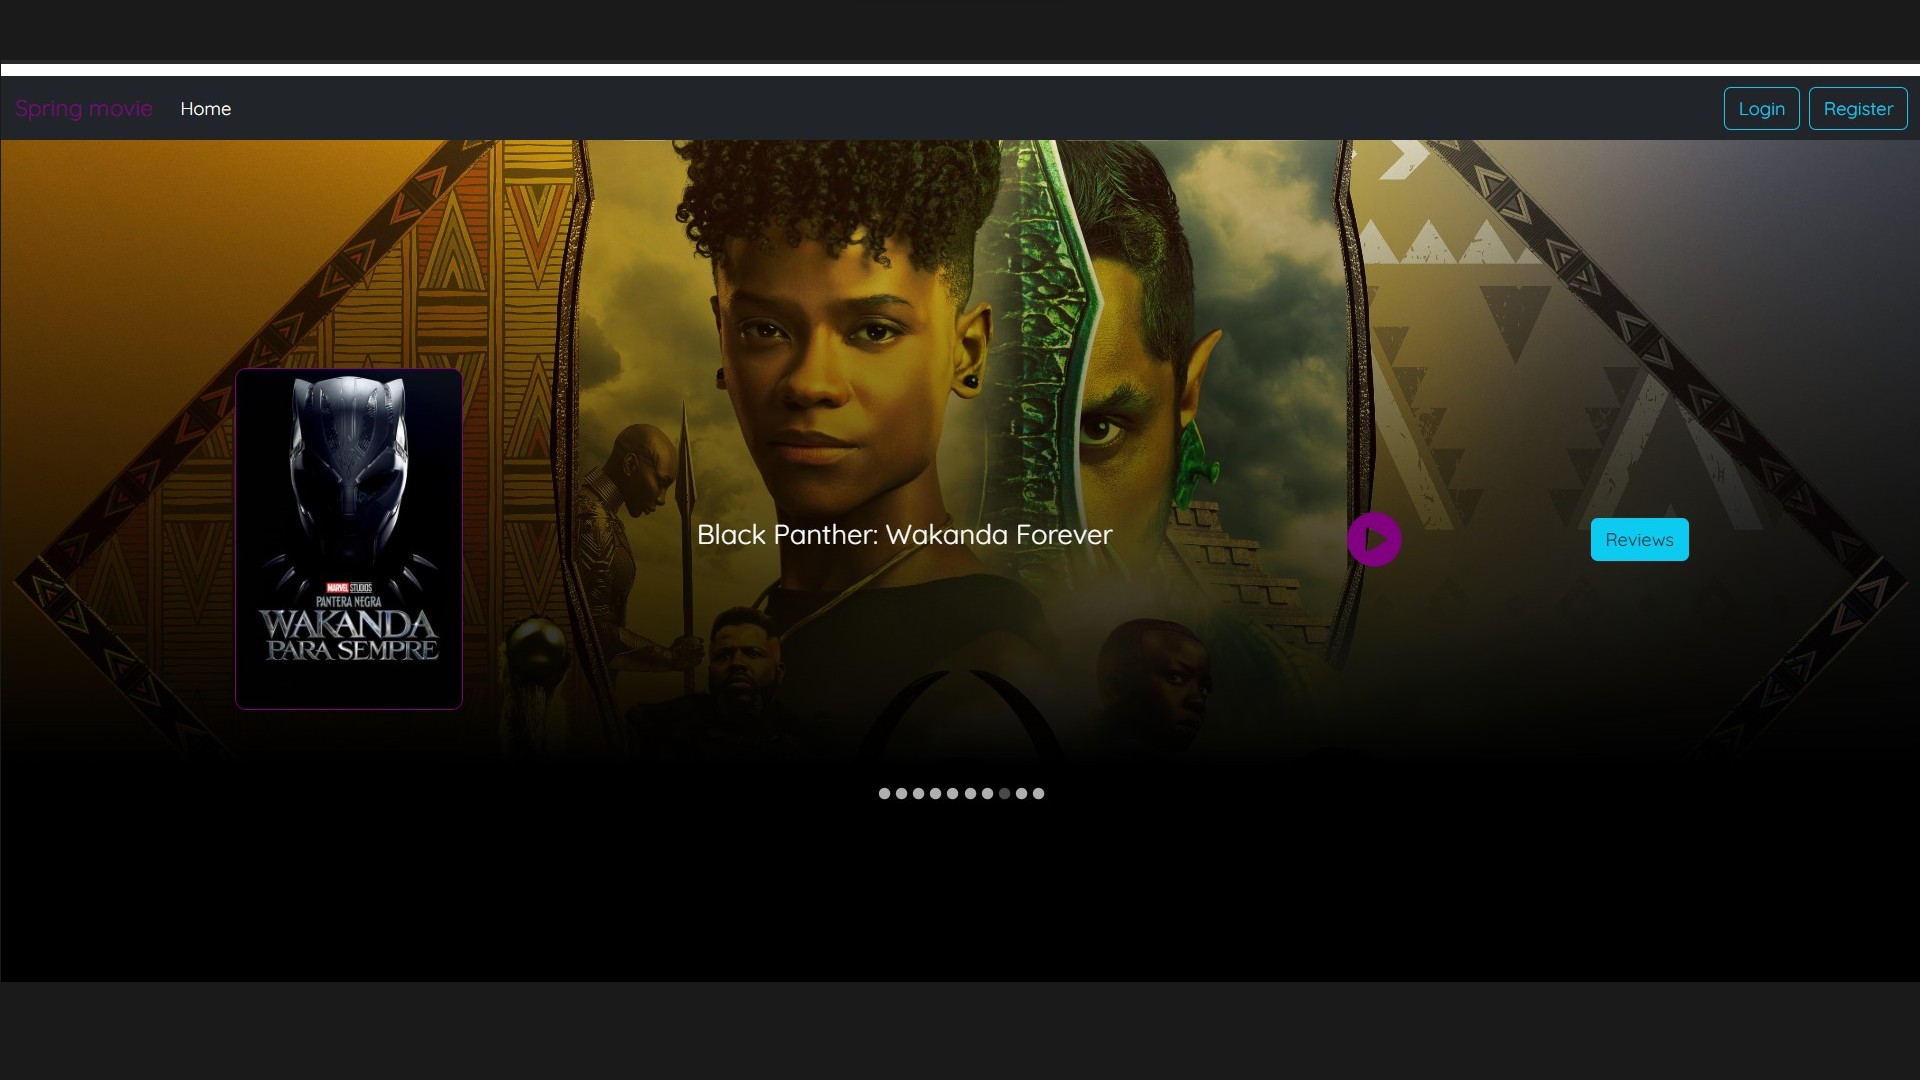 Spring movie
Home
Login
Register
MARVEL STUDIOS
PANTERA NEGRA
WAKANDA
PARA SEMPRE
Black Panther: Wakanda Forever
Reviews